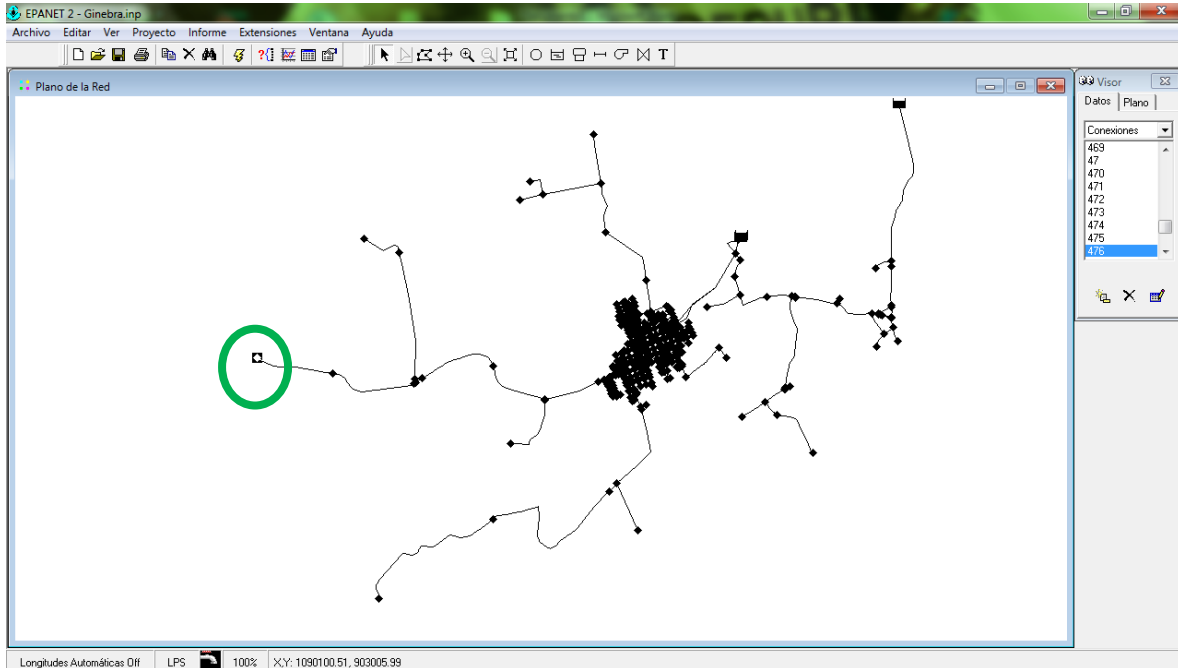 EPANET 2 - Ginebra.inp
Archivo Editar Ver Proyecto Informe Extensiones Ventana Ayuda
T
Plano de la Red
Visor
Datos Plano
Conexiones
469
47
470
471
472
473
474
475
476
Longitudes Automáticas Off LPS 100% X,Y: 1090100.51, 903005.99